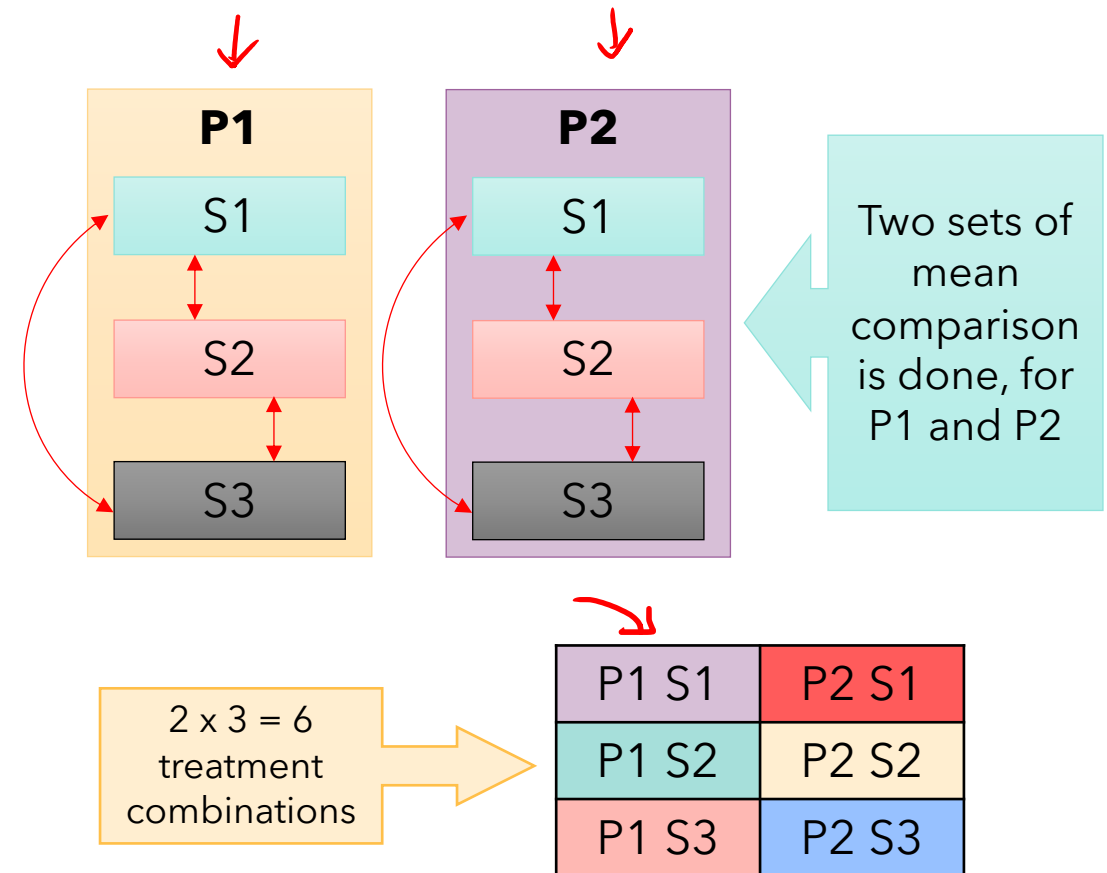 P1
S1
S2
S3
P2
S1
S2
S3
Two sets of
mean
comparison
is done, for
P1 and P2
2 x 3 = 6
treatment
combinations
P1 S1 P2 S1
P1 S2 P2 S2
P1 S3 P2 S3